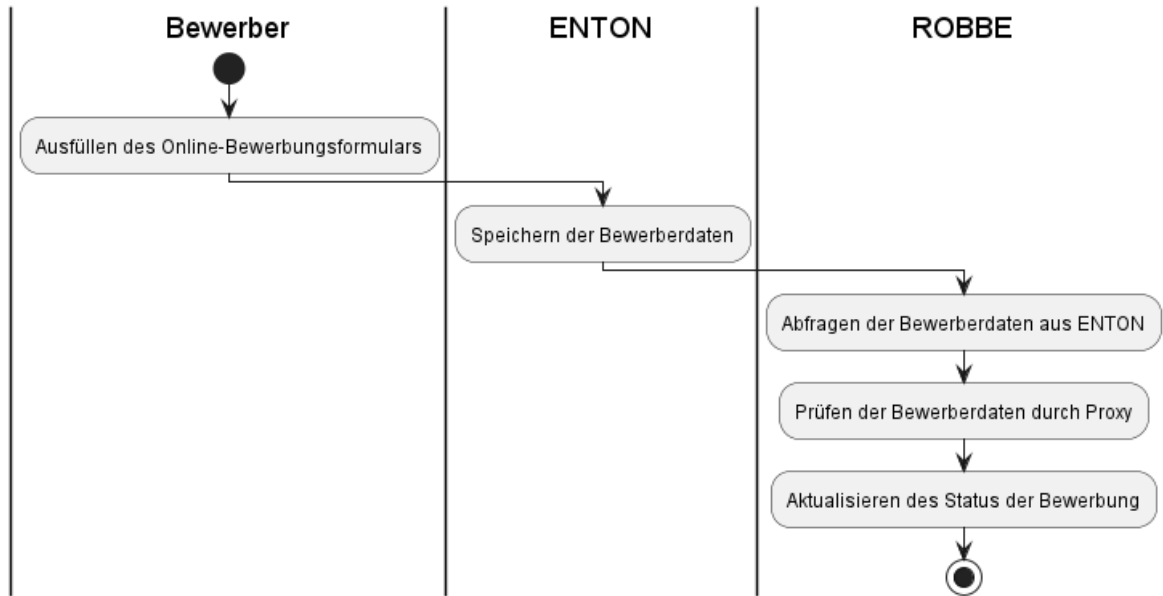 Bewerber
ENTON
ROBBE
Ausfüllen des Online-Bewerbungsformulars
Speichern der Bewerberdaten
Abfragen der Bewerberdaten aus ENTON
Prüfen der Bewerberdaten durch Proxy
Aktualisieren des Status der Bewerbung